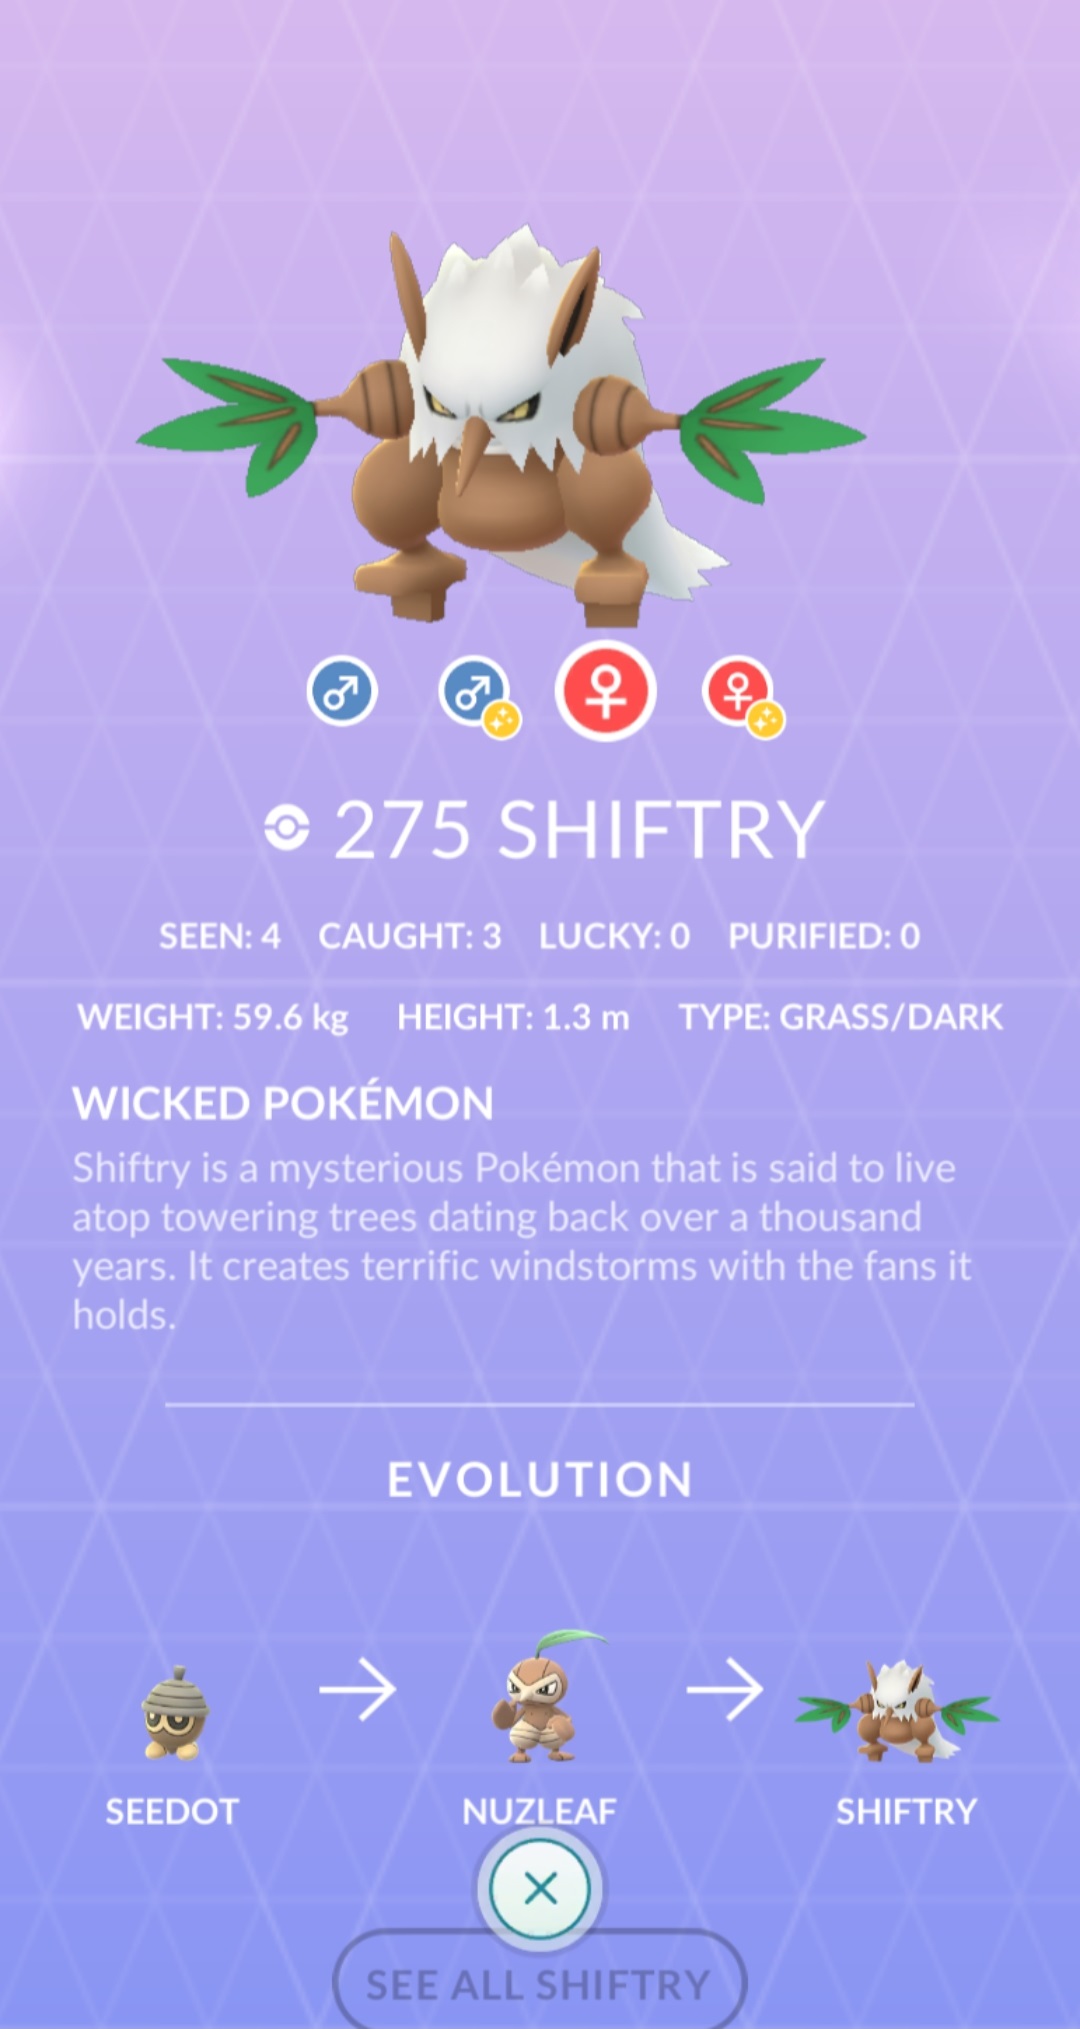 275 SHIFTRY
SEEN: 4 CAUGHT: 3 LUCKY: 0 PURIFIED: 0
WEIGHT: 59.6 kg HEIGHT: 1.3 m TYPE: GRASS/DARK
WICKED POKÉMON
Shiftry is a mysterious Pokémon that is said to live
atop towering trees dating back over a thousand
years. It creates terrific windstorms with the fans it
holds.
EVOLUTION
SEEDOT NUZLEAF SHIFTRY
SEE ALL SHIFTRY